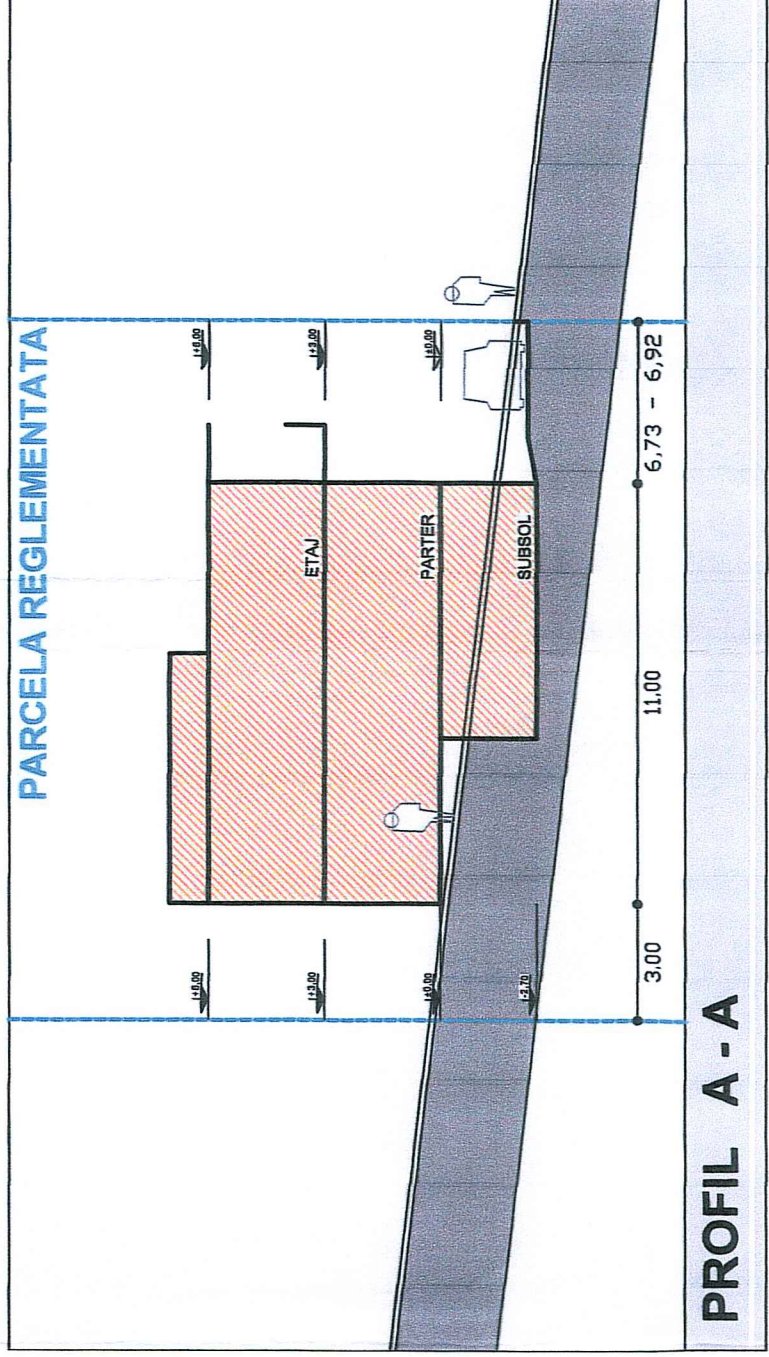 PARCELA REGLEMENTATA
+6,00
+6,00
ETAJ
+3,00
+3,00
PARTER
±0,00
±0,00
SUBSOL
-2.70
3.00
11.00
6,73 - 6,92
PROFIL A - A